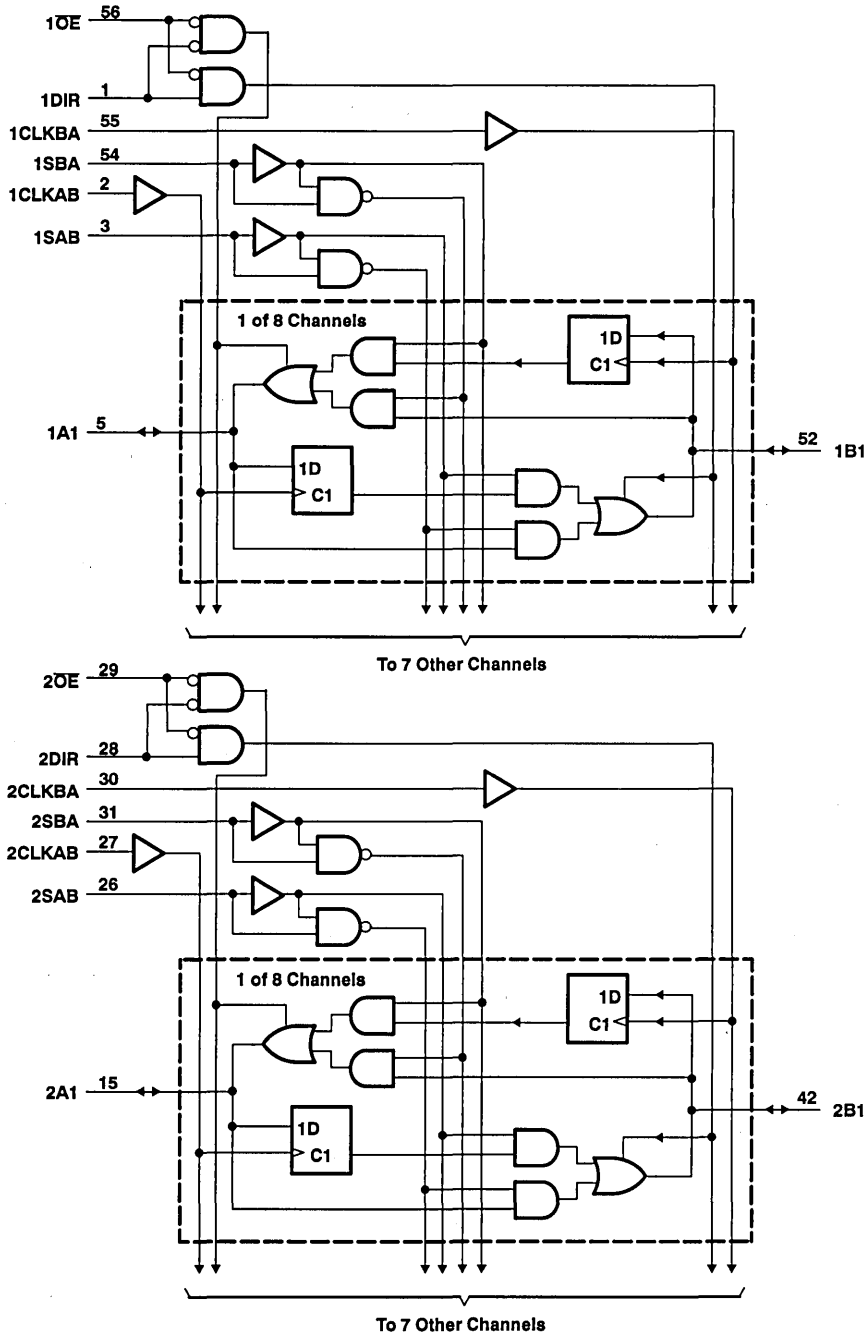 1O̅E̅ 56
1DIR 1
1CLKBA 55
1SBA 54
1CLKAB 2
1SAB 3
1 of 8 Channels
1D
C1
1A1 5
52 1B1
1D
C1
To 7 Other Channels
2O̅E̅ 29
2DIR 28
2CLKBA 30
2SBA 31
2CLKAB 27
2SAB 26
1 of 8 Channels
1D
C1
2A1 15
42 2B1
1D
C1
To 7 Other Channels